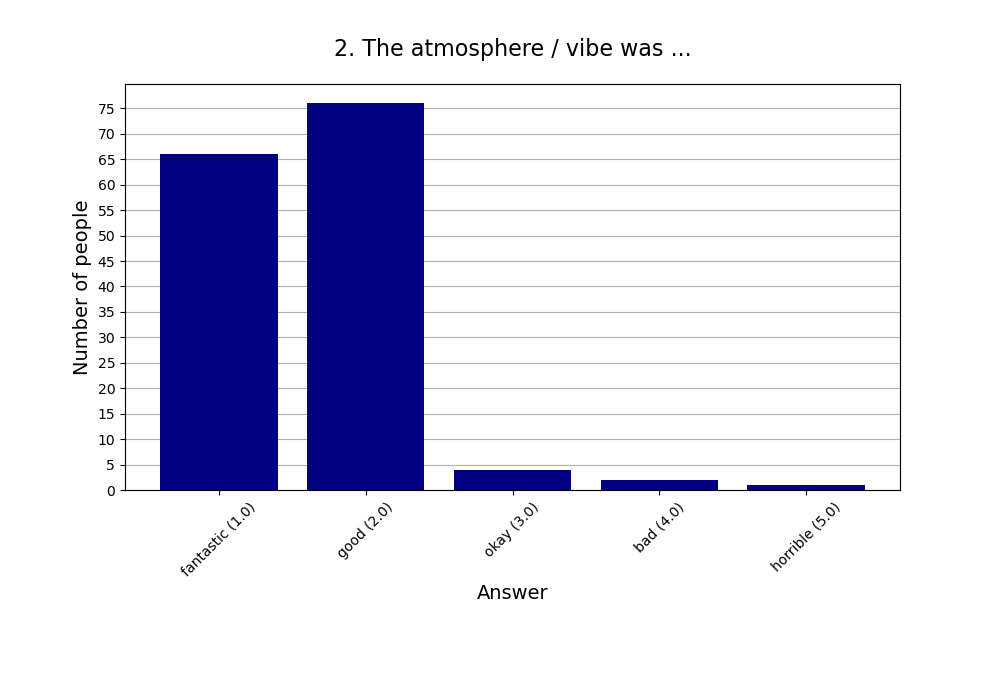 2. The atmosphere / vibe was ...
75
70
65
60
55
50
45
40
35
30
25
20
15
10
5
0
Number of people
fantastic (1.0)
good (2.0)
okay (3.0)
bad (4.0)
horrible (5.0)
Answer